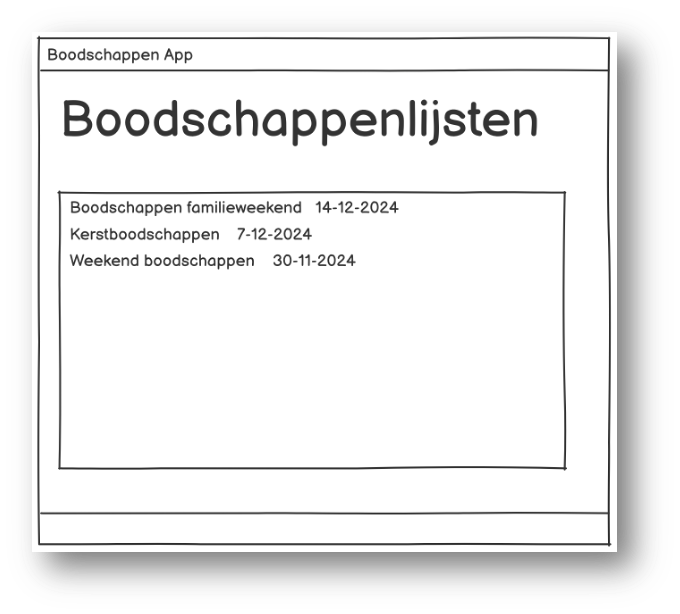 Boodschappen App
Boodschappenlijsten
Boodschappen familieweekend 14-12-2024
Kerstboodschappen 7-12-2024
Weekend boodschappen 30-11-2024